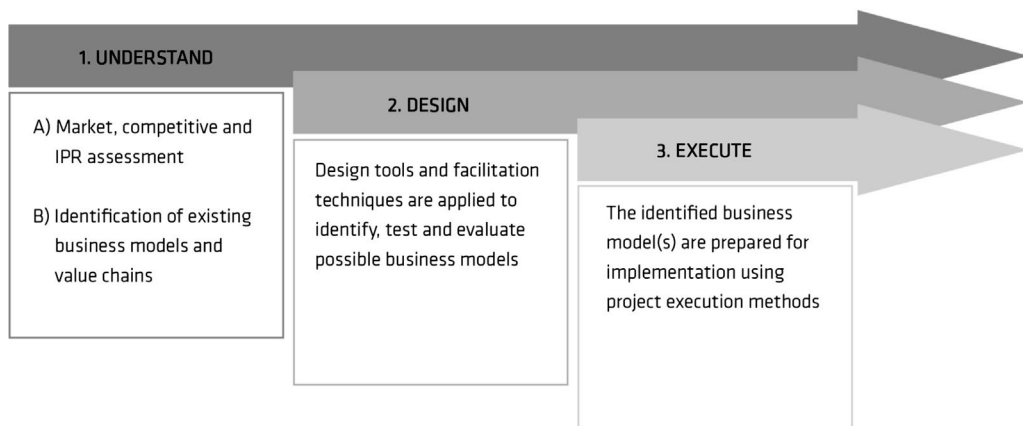 1. UNDERSTAND
A) Market, competitive and
IPR assessment
B) Identification of existing
business models and
value chains
2. DESIGN
Design tools and facilitation
techniques are applied to
identify, test and evaluate
possible business models
3. EXECUTE
The identified business
model(s) are prepared for
implementation using
project execution methods